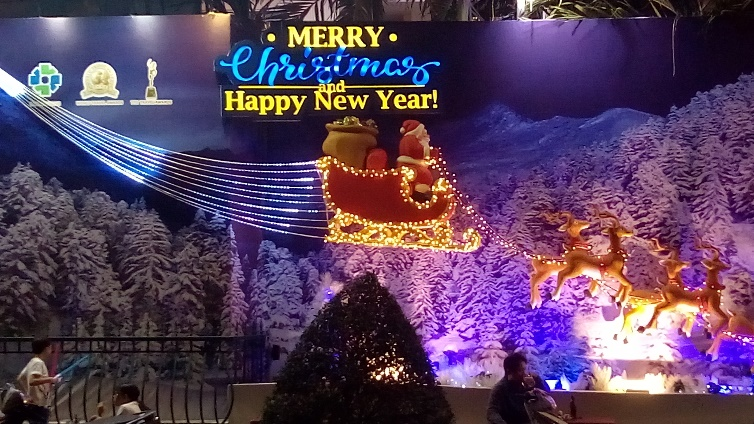 • MERRY •
Christmas
and
Happy New Year!